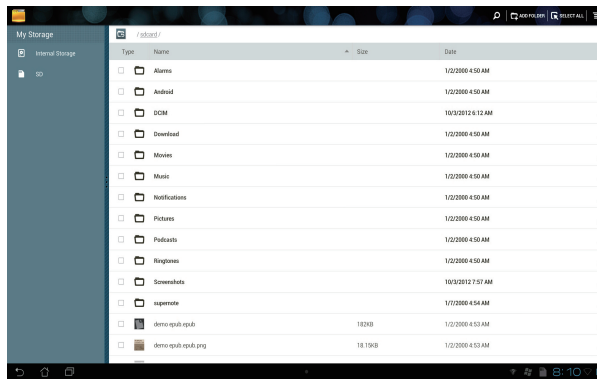 ADD FOLDER SELECT ALL
My Storage
/ sdcard /
Internal Storage
SD
Type Name Size Date
Alarms 1/2/2000 4:50 AM
Android 1/2/2000 4:50 AM
DCIM 10/3/2012 6:12 AM
Download 1/2/2000 4:50 AM
Movies 1/2/2000 4:50 AM
Music 1/2/2000 4:50 AM
Notifications 1/2/2000 4:50 AM
Pictures 1/2/2000 4:50 AM
Podcasts 1/2/2000 4:50 AM
Ringtones 1/2/2000 4:50 AM
Screenshots 10/3/2012 7:57 AM
supernote 1/7/2000 4:54 AM
demo epub.epub 182KB 1/2/2000 4:53 AM
demo epub.epub.png 18.15KB 1/2/2000 4:53 AM
8:10